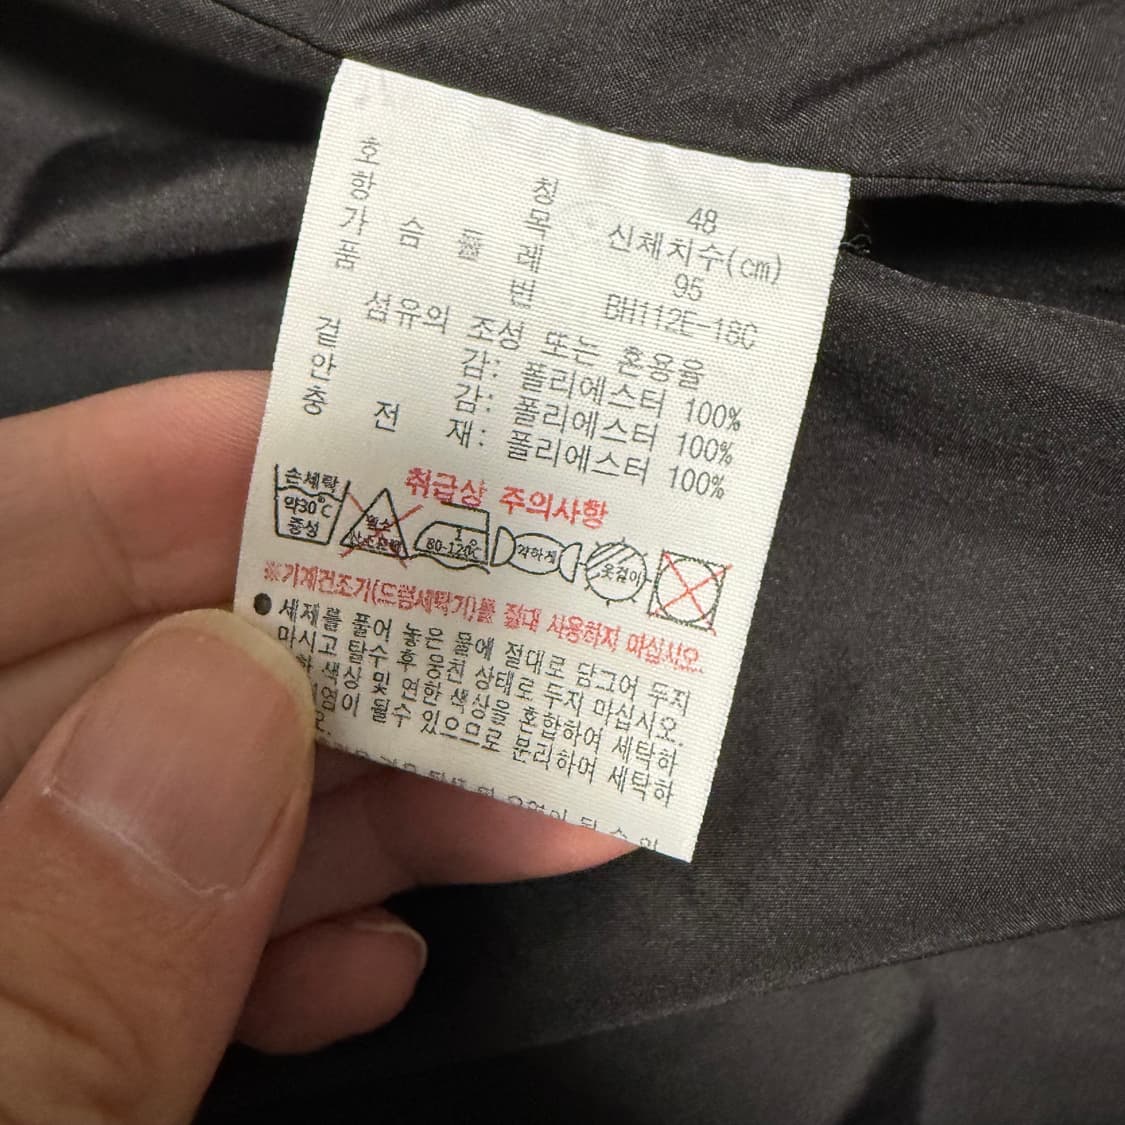 호 칭 48
항 목 신체치수(cm)
가 슴 둘 레 95
품 번 BH112E-18C
섬유의 조성 또는 혼용율
겉 감: 폴리에스터 100%
안 감: 폴리에스터 100%
충 전 재: 폴리에스터 100%
취급상 주의사항
손세탁
약30℃
중성
염소
산소표백
80-120℃
약하게
옷걸이
※기계건조기(드럼세탁기)를 절대 사용하지 마십시오.
● 세제를 풀어 놓은 물에 절대로 담그어 두지
마시고 탈수 후 뭉친 상태로 두지 마십시오.
색상 및 연한 색상을 혼합하여 세탁하
이 될수 있으므로 분리하여 세탁하
오.